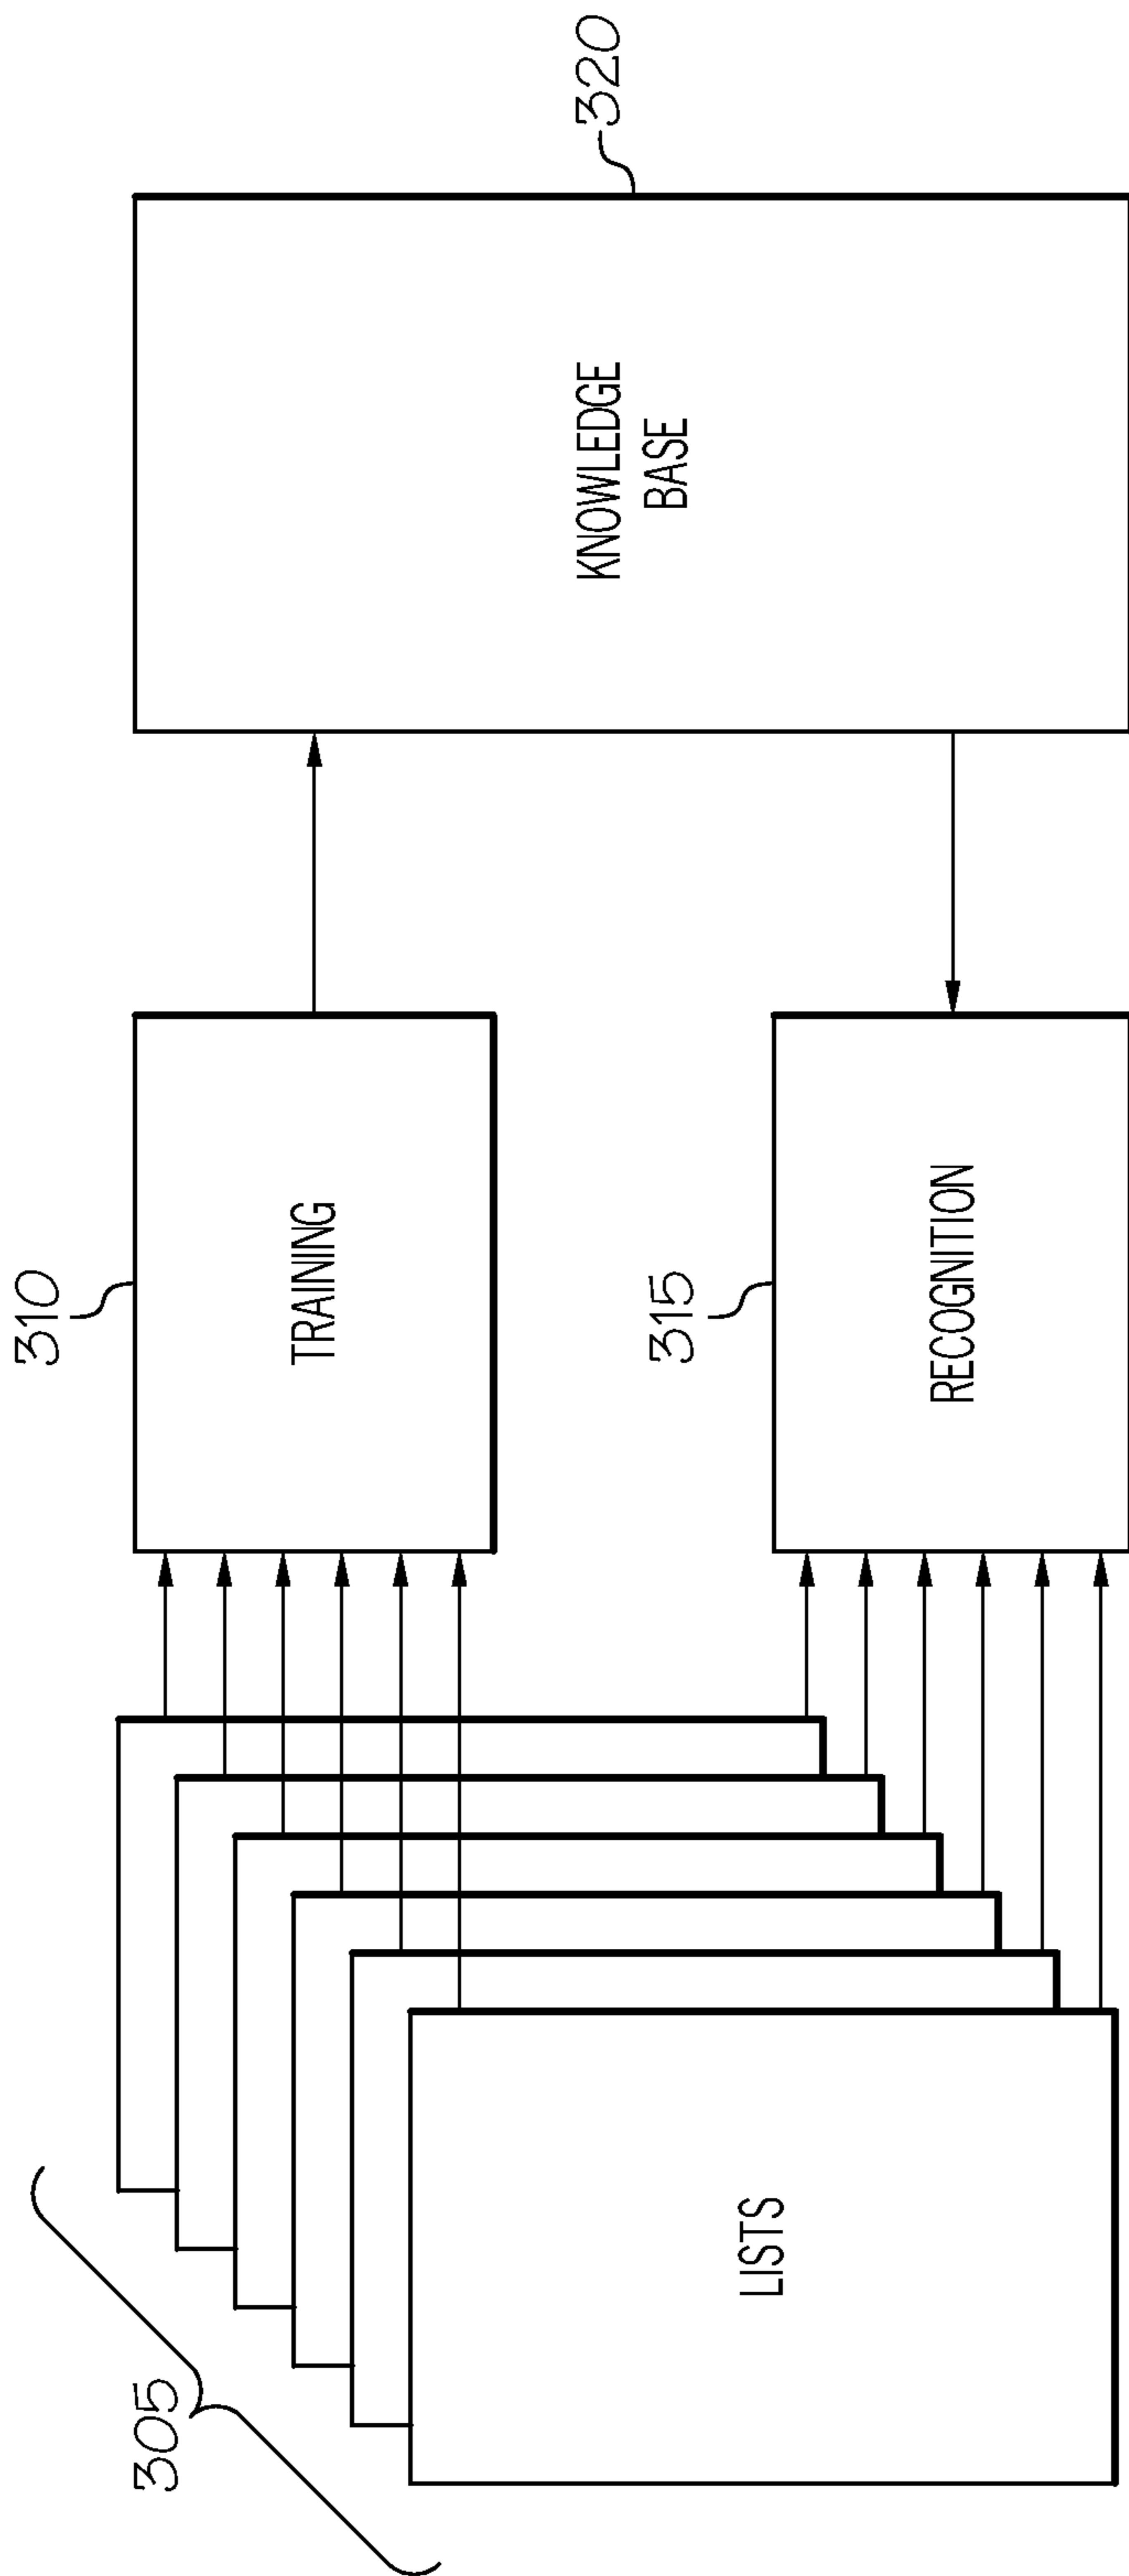 305
LISTS
310
TRAINING
315
RECOGNITION
KNOWLEDGE
BASE
320